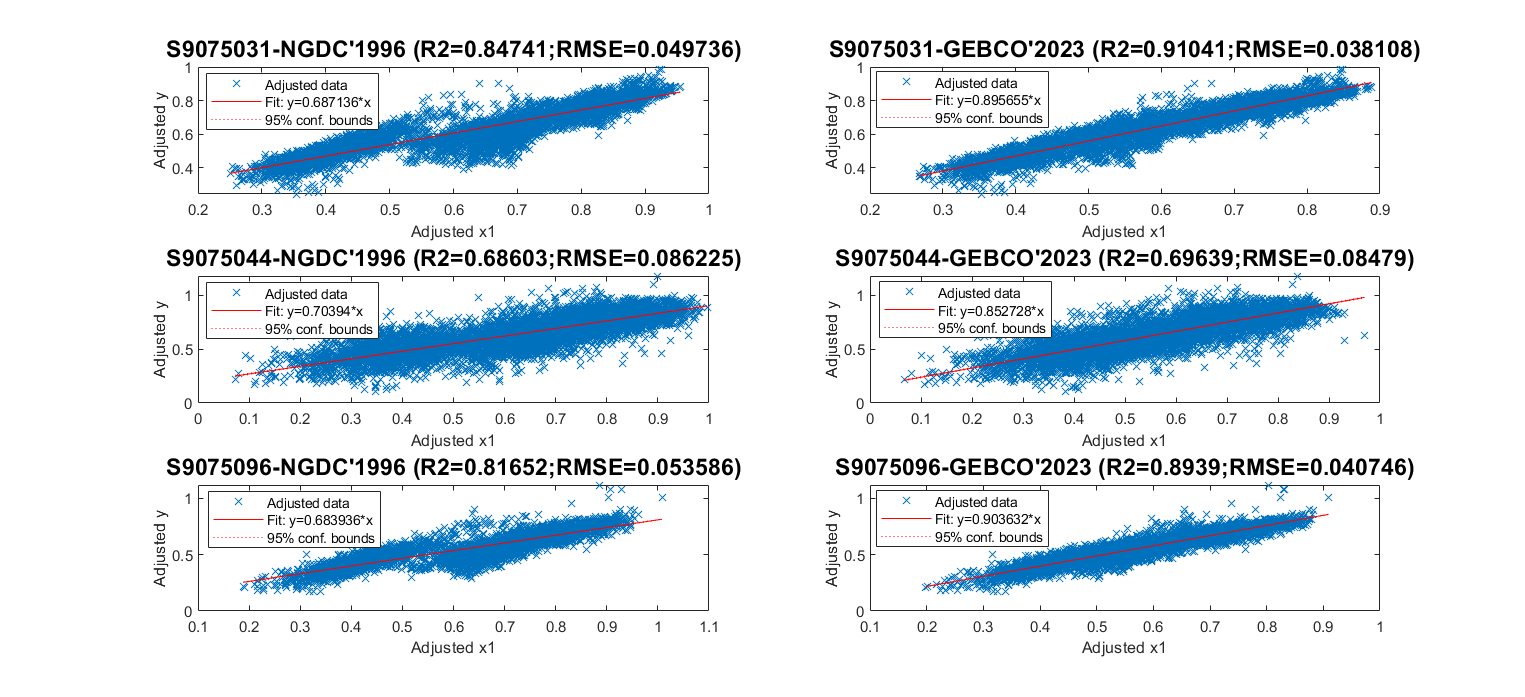 S9075031-NGDC'1996 (R2=0.84741;RMSE=0.049736)
1
0.8
0.6
0.4
Adjusted y
Adjusted data
Fit: y=0.687136*x
95% conf. bounds
0.2 0.3 0.4 0.5 0.6 0.7 0.8 0.9 1
Adjusted x1
S9075031-GEBCO'2023 (R2=0.91041;RMSE=0.038108)
1
0.8
0.6
0.4
Adjusted y
Adjusted data
Fit: y=0.895655*x
95% conf. bounds
0.2 0.3 0.4 0.5 0.6 0.7 0.8 0.9
Adjusted x1
S9075044-NGDC'1996 (R2=0.68603;RMSE=0.086225)
1
0.5
0
Adjusted y
Adjusted data
Fit: y=0.70394*x
95% conf. bounds
0 0.1 0.2 0.3 0.4 0.5 0.6 0.7 0.8 0.9 1
Adjusted x1
S9075044-GEBCO'2023 (R2=0.69639;RMSE=0.08479)
1
0.5
0
Adjusted y
Adjusted data
Fit: y=0.852728*x
95% conf. bounds
0 0.1 0.2 0.3 0.4 0.5 0.6 0.7 0.8 0.9 1
Adjusted x1
S9075096-NGDC'1996 (R2=0.81652;RMSE=0.053586)
1
0.5
0
Adjusted y
Adjusted data
Fit: y=0.683936*x
95% conf. bounds
0.1 0.2 0.3 0.4 0.5 0.6 0.7 0.8 0.9 1 1.1
Adjusted x1
S9075096-GEBCO'2023 (R2=0.8939;RMSE=0.040746)
1
0.5
0
Adjusted y
Adjusted data
Fit: y=0.903632*x
95% conf. bounds
0.1 0.2 0.3 0.4 0.5 0.6 0.7 0.8 0.9 1
Adjusted x1